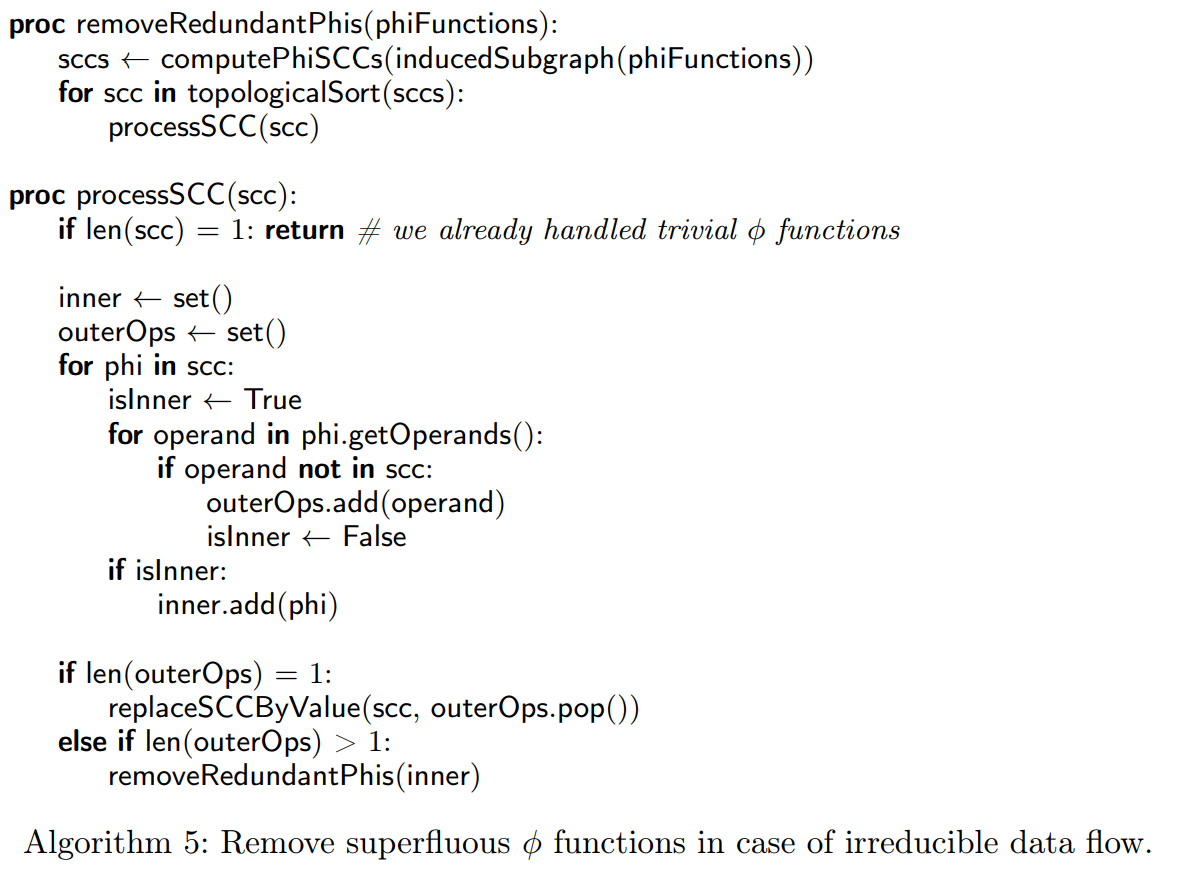 proc removeRedundantPhis(phiFunctions):
sccs ← computePhiSCCs(inducedSubgraph(phiFunctions))
for scc in topologicalSort(sccs):
processSCC(scc)
proc processSCC(scc):
if len(scc) = 1: return # we already handled trivial ϕ functions
inner ← set()
outerOps ← set()
for phi in scc:
isInner ← True
for operand in phi.getOperands():
if operand not in scc:
outerOps.add(operand)
isInner ← False
if isInner:
inner.add(phi)
if len(outerOps) = 1:
replaceSCCByValue(scc, outerOps.pop())
else if len(outerOps) > 1:
removeRedundantPhis(inner)
Algorithm 5: Remove superfluous ϕ functions in case of irreducible data flow.